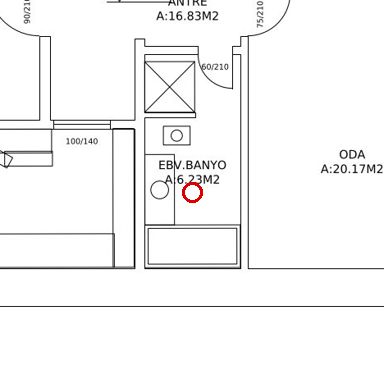 ANTRE
A:16.83M2
90/210
75/210
60/210
100/140
EBV.BANYO
A:6.23M2
ODA
A:20.17M2